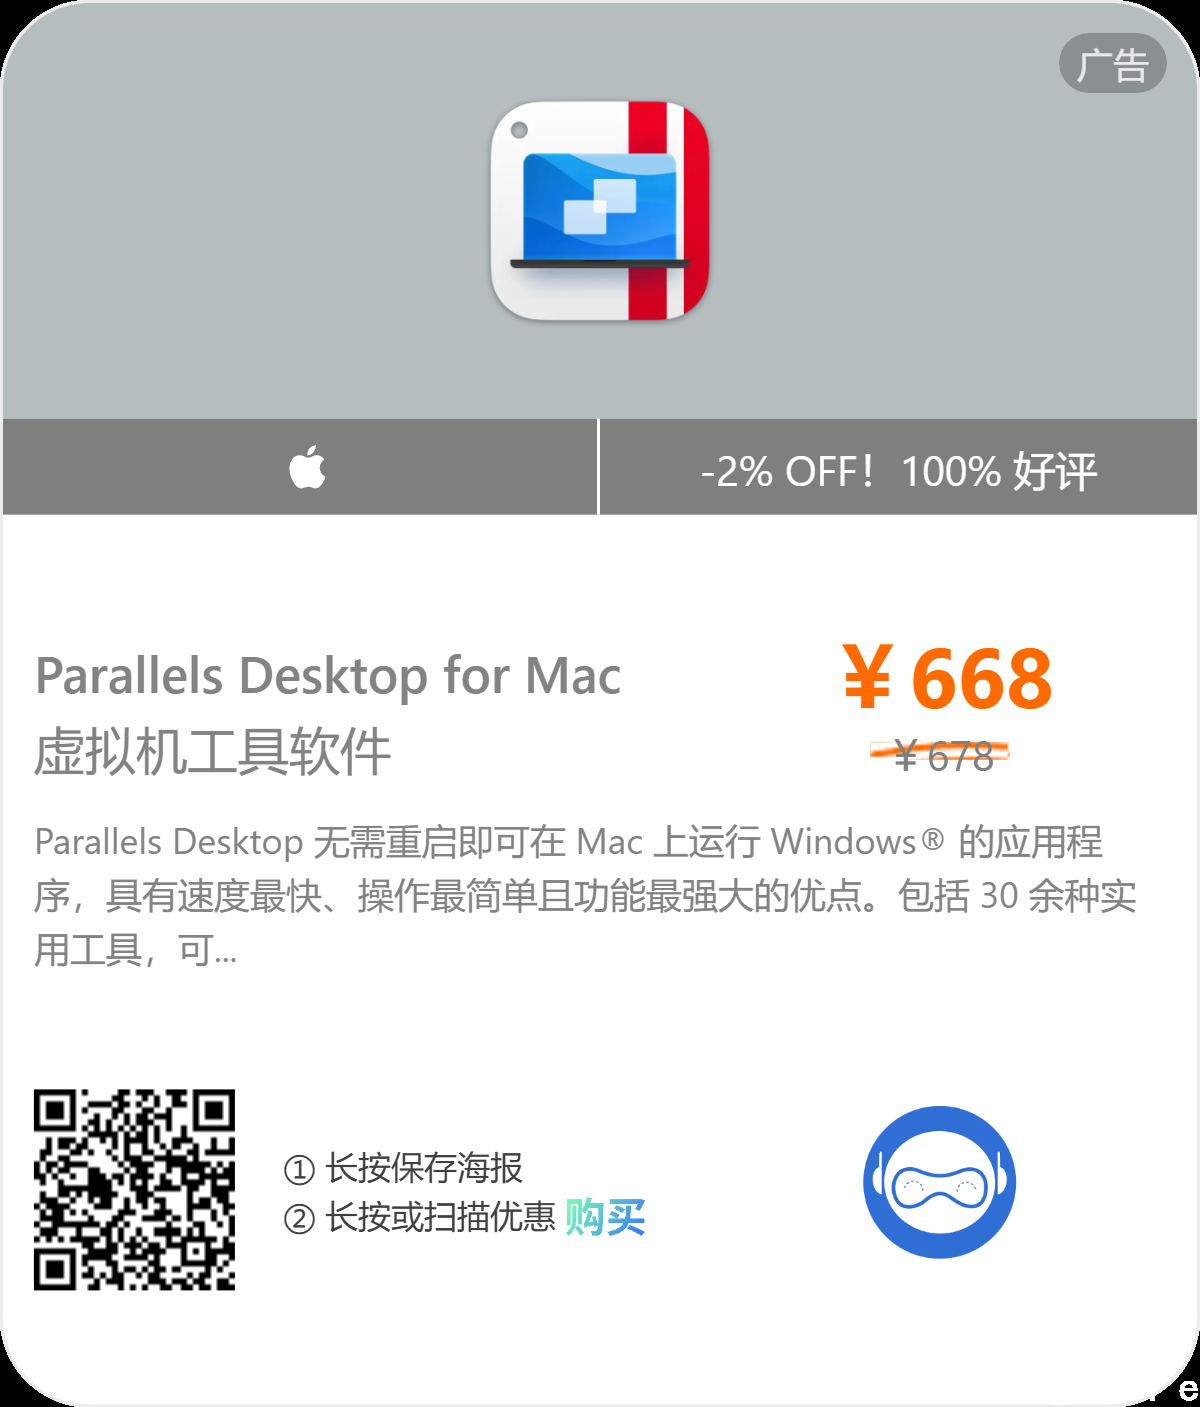 广告
-2% OFF！100% 好评
Parallels Desktop for Mac
¥ 668
虚拟机工具软件
¥ 678
Parallels Desktop 无需重启即可在 Mac 上运行 Windows® 的应用程
序，具有速度最快、操作最简单且功能最强大的优点。包括 30 余种实
用工具，可...
① 长按保存海报
② 长按或扫描优惠 购买